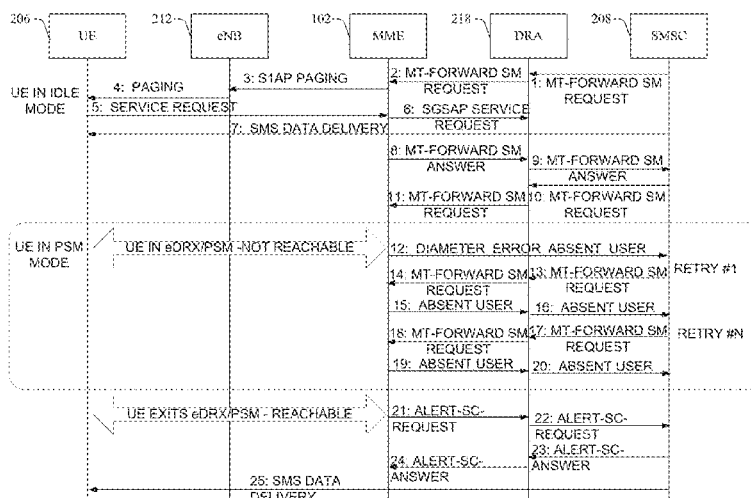 206
212
102
218
208
UE
eNB
MME
DRA
SMSC
UE IN IDLE
MODE
1: MT-FORWARD SM
REQUEST
2: MT-FORWARD SM
REQUEST
3: S1AP PAGING
4: PAGING
5: SERVICE REQUEST
6: SGSAP SERVICE
REQUEST
7: SMS DATA DELIVERY
8: MT-FORWARD SM
ANSWER
9: MT-FORWARD SM
ANSWER
10: MT-FORWARD SM
REQUEST
11: MT-FORWARD SM
REQUEST
UE IN PSM
MODE
UE IN eDRX/PSM -NOT REACHABLE
12: DIAMETER_ERROR_ABSENT_USER
13: MT-FORWARD SM
REQUEST
RETRY #1
14: MT-FORWARD SM
REQUEST
15: ABSENT USER
16: ABSENT USER
17: MT-FORWARD SM
REQUEST
RETRY #N
18: MT-FORWARD SM
REQUEST
19: ABSENT USER
20: ABSENT USER
UE EXITS eDRX/PSM - REACHABLE
21: ALERT-SC-
REQUEST
22: ALERT-SC-
REQUEST
23: ALERT-SC-
ANSWER
24: ALERT-SC-
ANSWER
25: SMS DATA
DELIVERY